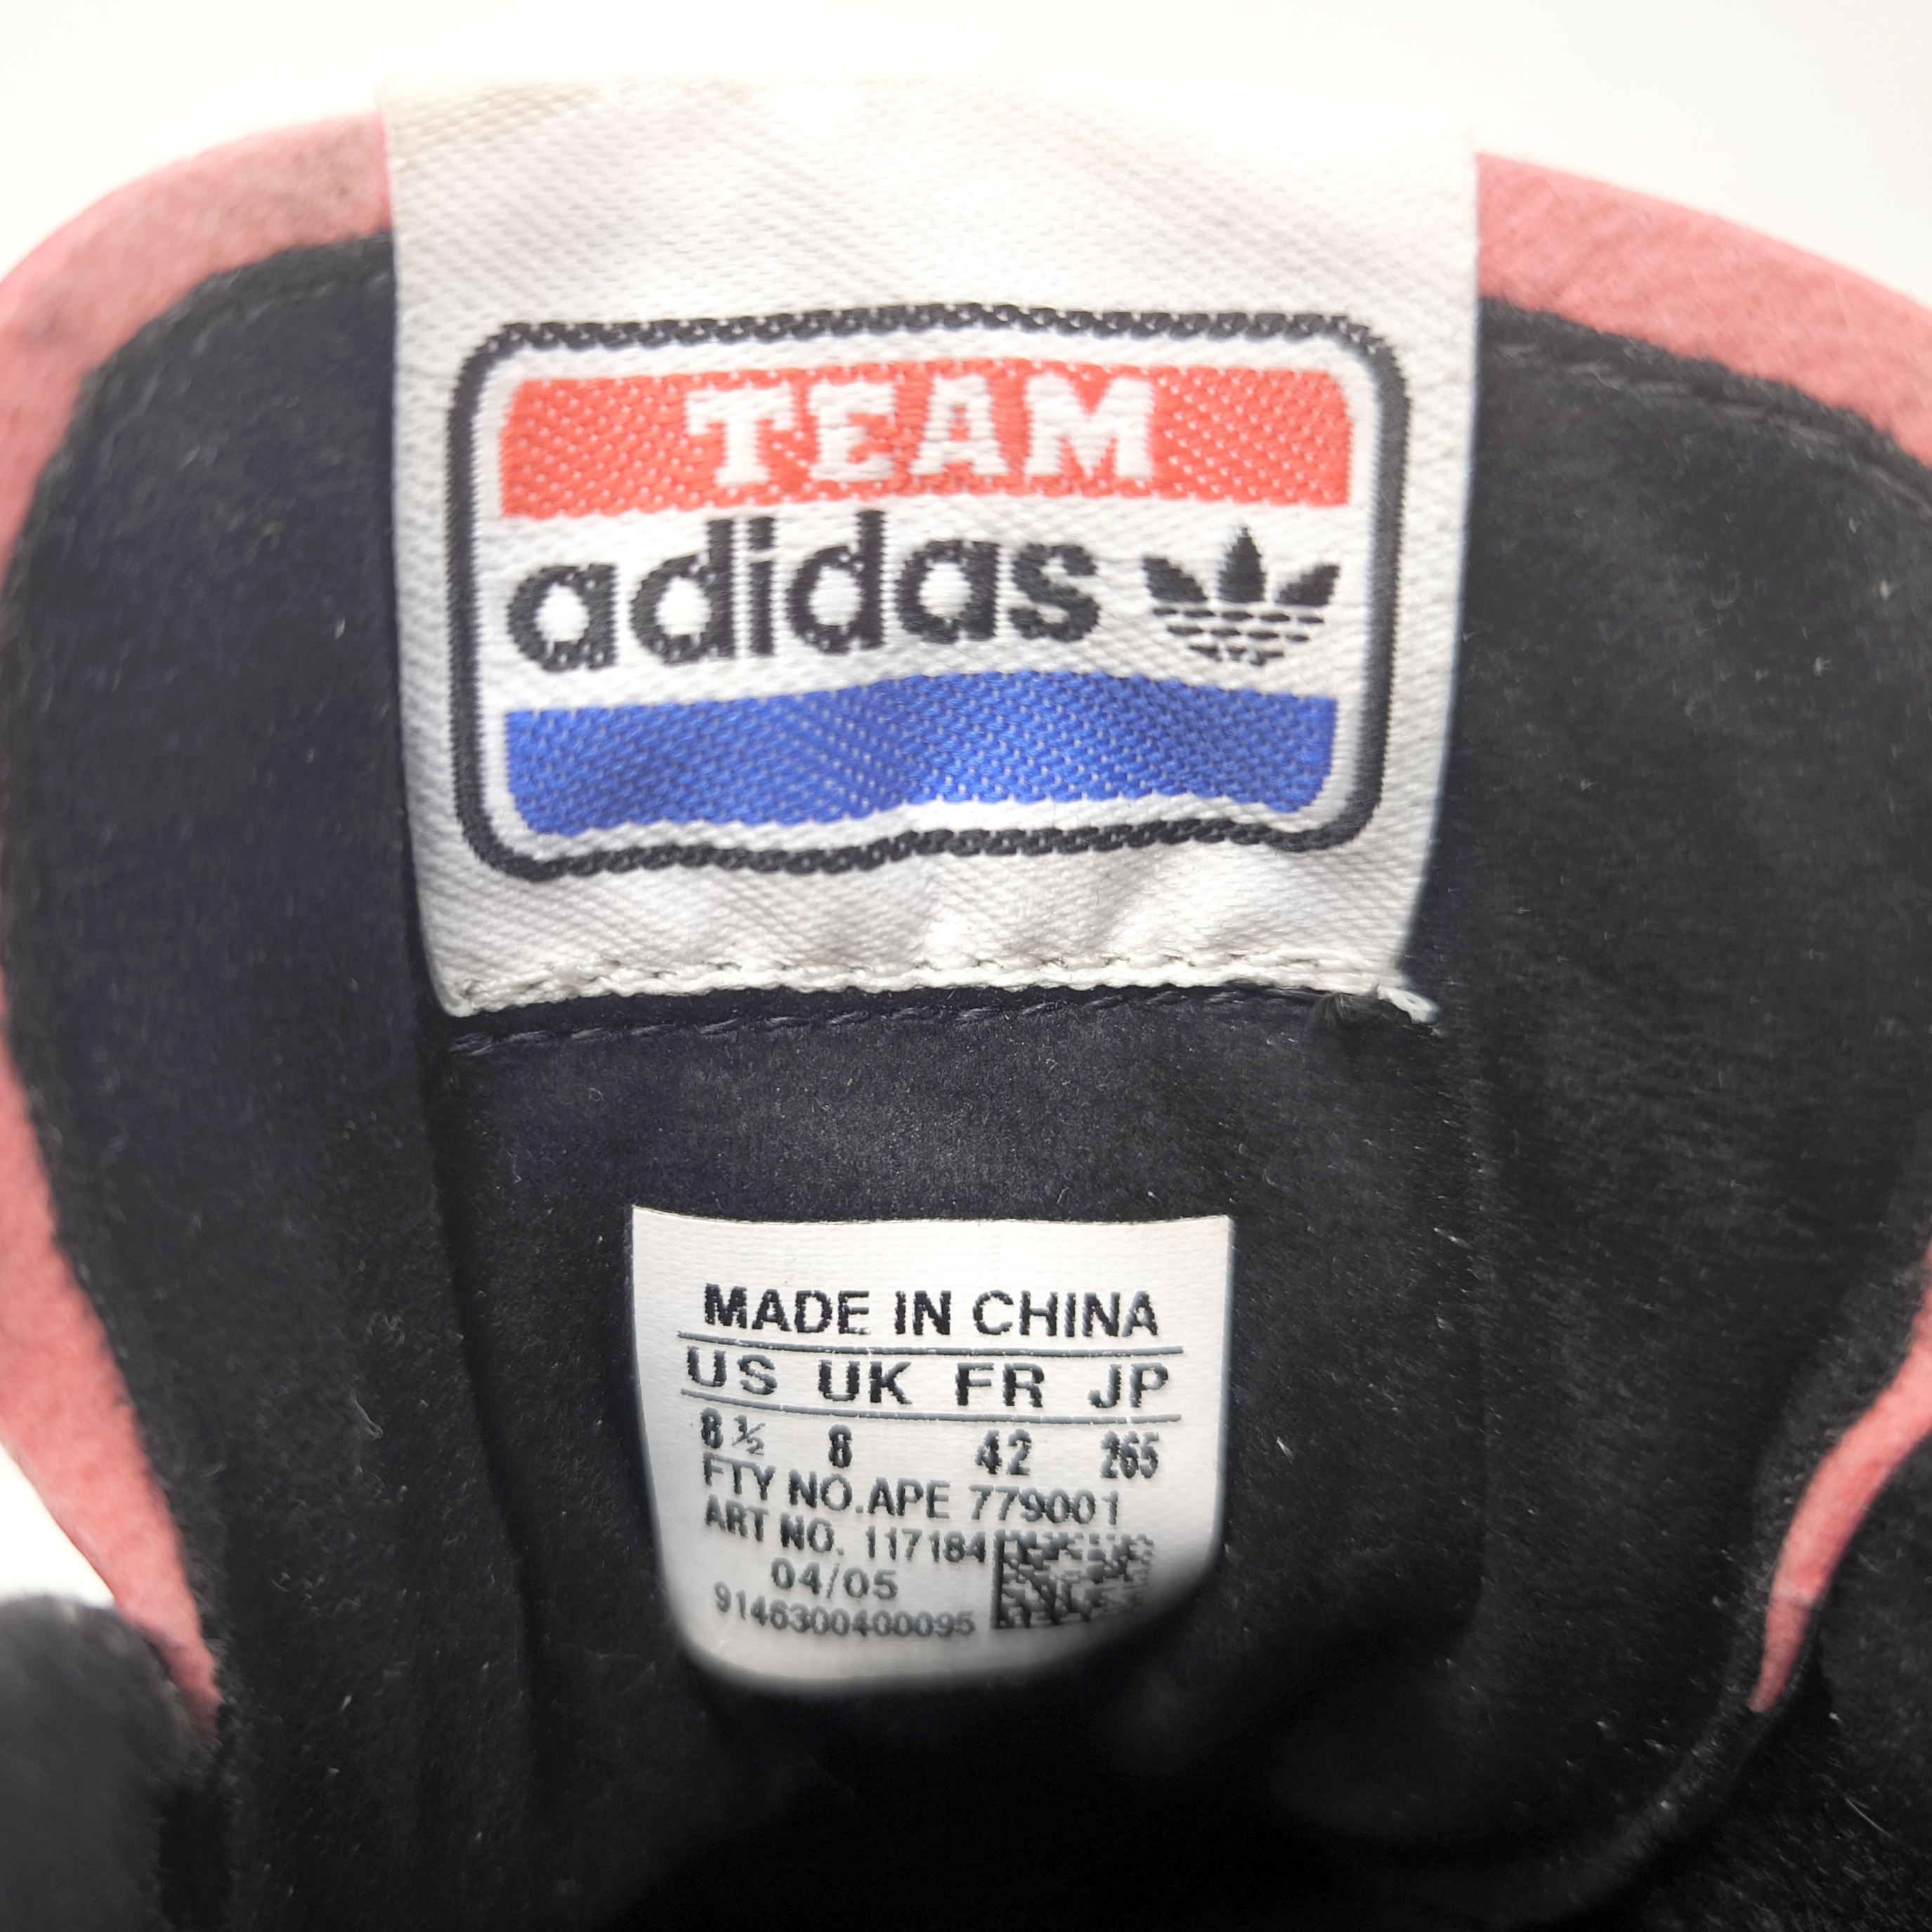 TEAM
adidas
MADE IN CHINA
US UK FR JP
8½ 8 42 265
FTY NO.APE 779001
ART NO. 117184
04/05
9146300400095